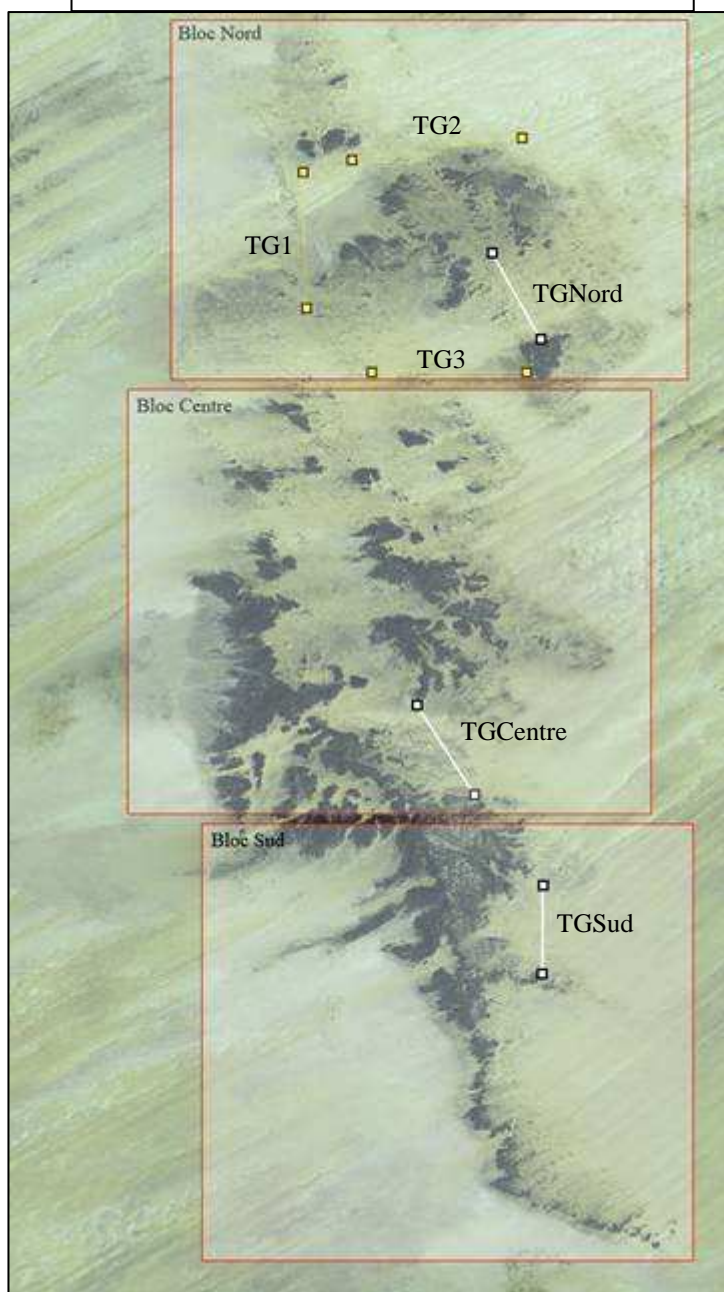 Bloc Nord
TG2
TG1
TGNord
TG3
Bloc Centre
TGCentre
Bloc Sud
TGSud